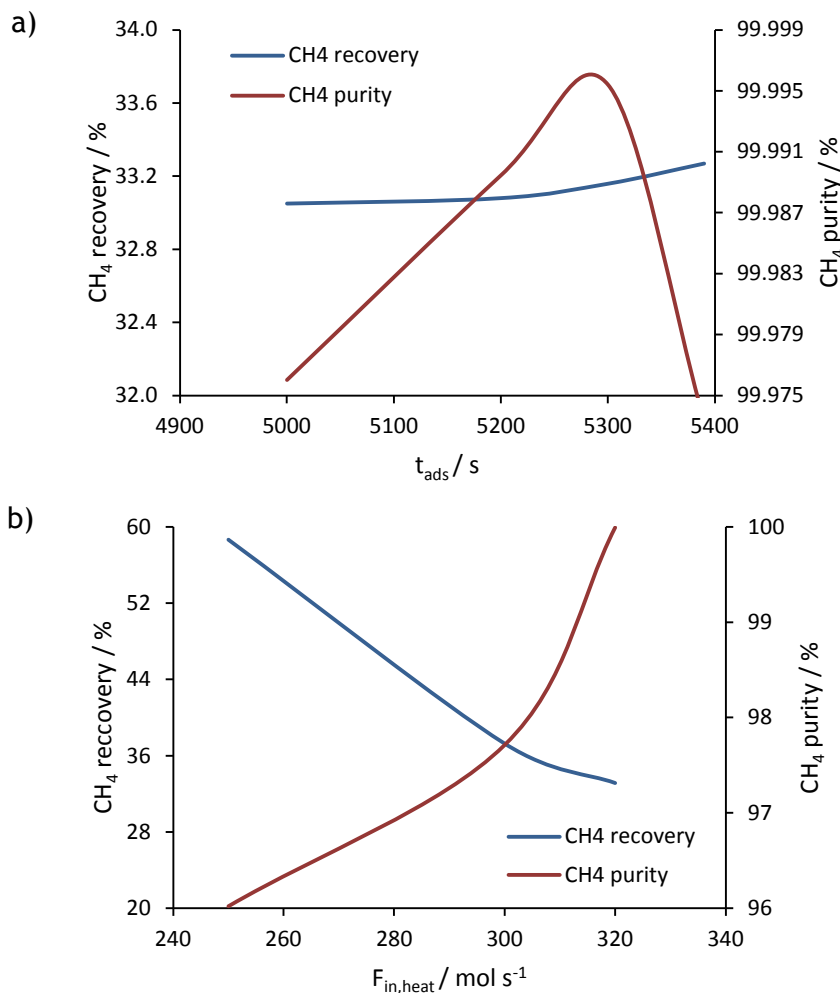 a)
34.0
33.6
33.2
32.8
32.4
32.0
CH₄ recovery / %
CH4 recovery
CH4 purity
99.999
99.995
99.991
99.987
99.983
99.979
99.975
CH₄ purity / %
4900 5000 5100 5200 5300 5400
t_ads / s
b)
60
52
44
36
28
20
CH₄ reccovery / %
CH4 recovery
CH4 purity
100
99
98
97
96
CH₄ purity / %
240 260 280 300 320 340
F_in,heat / mol s⁻¹